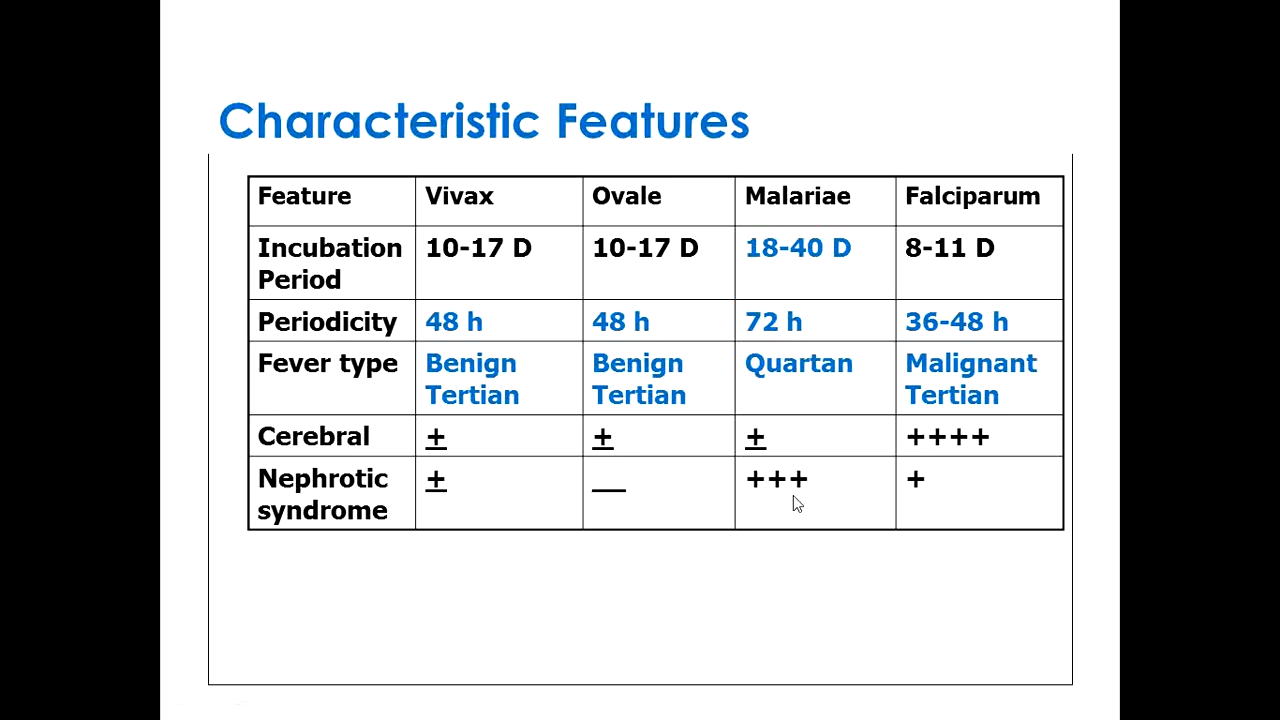 Characteristic Features
Feature Vivax Ovale Malariae Falciparum
Incubation Period 10-17 D 10-17 D 18-40 D 8-11 D
Periodicity 48 h 48 h 72 h 36-48 h
Fever type Benign Tertian Benign Tertian Quartan Malignant Tertian
Cerebral ± ± ± ++++
Nephrotic syndrome ± __ +++ +